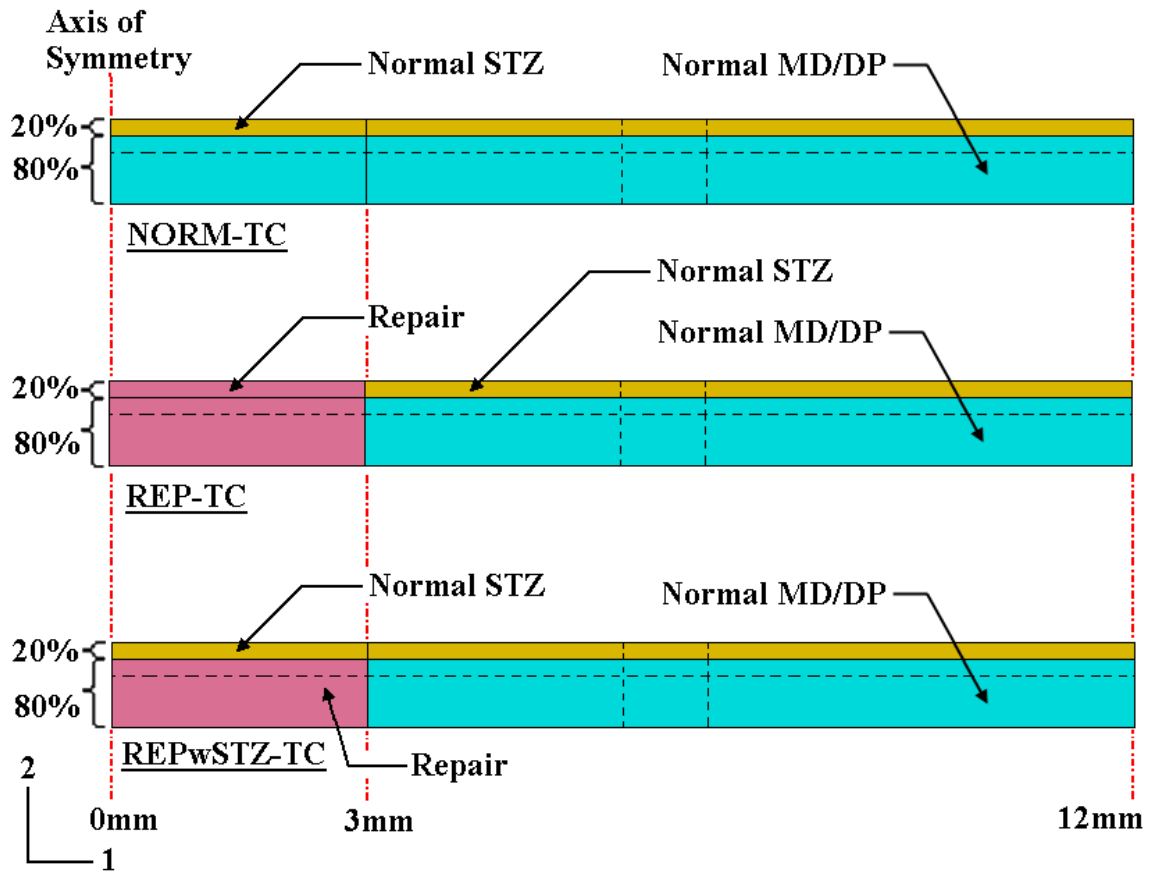 Axis of
Symmetry
Normal STZ
Normal MD/DP
20%
80%
NORM-TC
Normal STZ
Repair
Normal MD/DP
20%
80%
REP-TC
Normal STZ
Normal MD/DP
20%
80%
REPwSTZ-TC
Repair
2
0mm
3mm
12mm
1